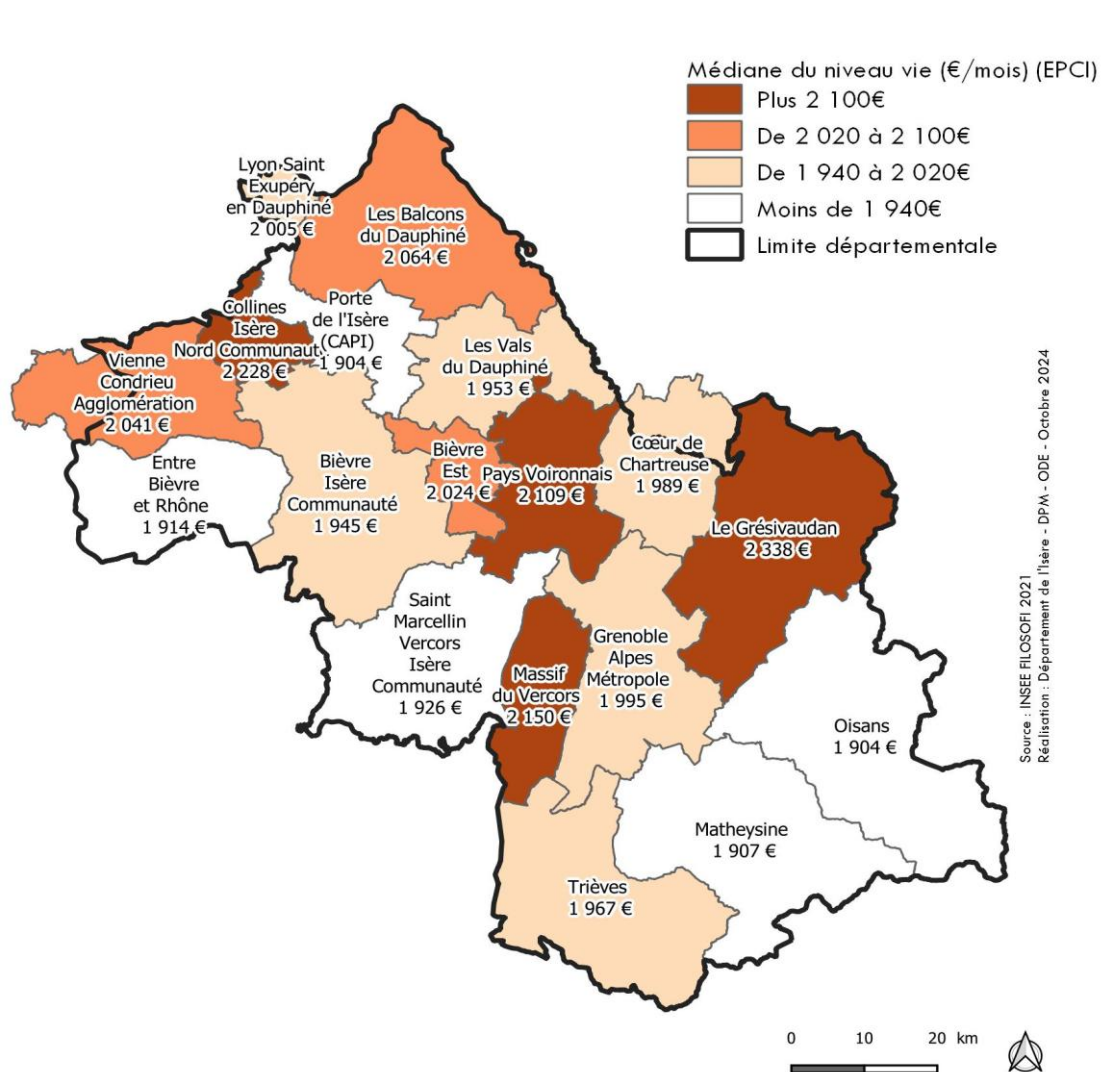 Médiane du niveau vie (€/mois) (EPCI)
Plus 2 100€
De 2 020 à 2 100€
De 1 940 à 2 020€
Moins de 1 940€
Limite départementale
Lyon Saint
Exupéry
en Dauphiné
2 005 €
Les Balcons
du Dauphiné
2 064 €
Collines
Isère
Nord Communauté
2 228 €
Porte
de l'Isère
(CAPI)
1 904 €
Les Vals
du Dauphiné
1 953 €
Vienne
Condrieu
Agglomération
2 041 €
Entre
Bièvre
et Rhône
1 914 €
Bièvre
Isère
Communauté
1 945 €
Bièvre
Est
2 024 €
Pays Voironnais
2 109 €
Cœur de
Chartreuse
1 989 €
Le Grésivaudan
2 338 €
Saint
Marcellin
Vercors
Isère
Communauté
1 926 €
Massif
du Vercors
2 150 €
Grenoble
Alpes
Métropole
1 995 €
Oisans
1 904 €
Matheysine
1 907 €
Trièves
1 967 €
Source : INSEE FILOSOFI 2021
Réalisation : Département de l'Isère - DPM - ODE - Octobre 2024
0 10 20 km